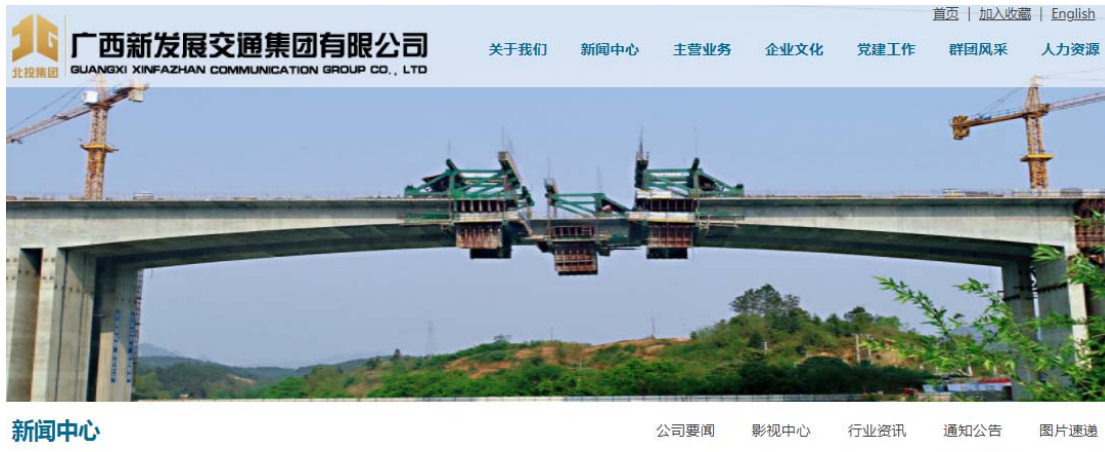 首页 | 加入收藏 | English
北投集团
广西新发展交通集团有限公司
GUANGXI XINFAZHAN COMMUNICATION GROUP CO., LTD
关于我们 新闻中心 主营业务 企业文化 党建工作 群团风采 人力资源
新闻中心
公司要闻 影视中心 行业资讯 通知公告 图片速递